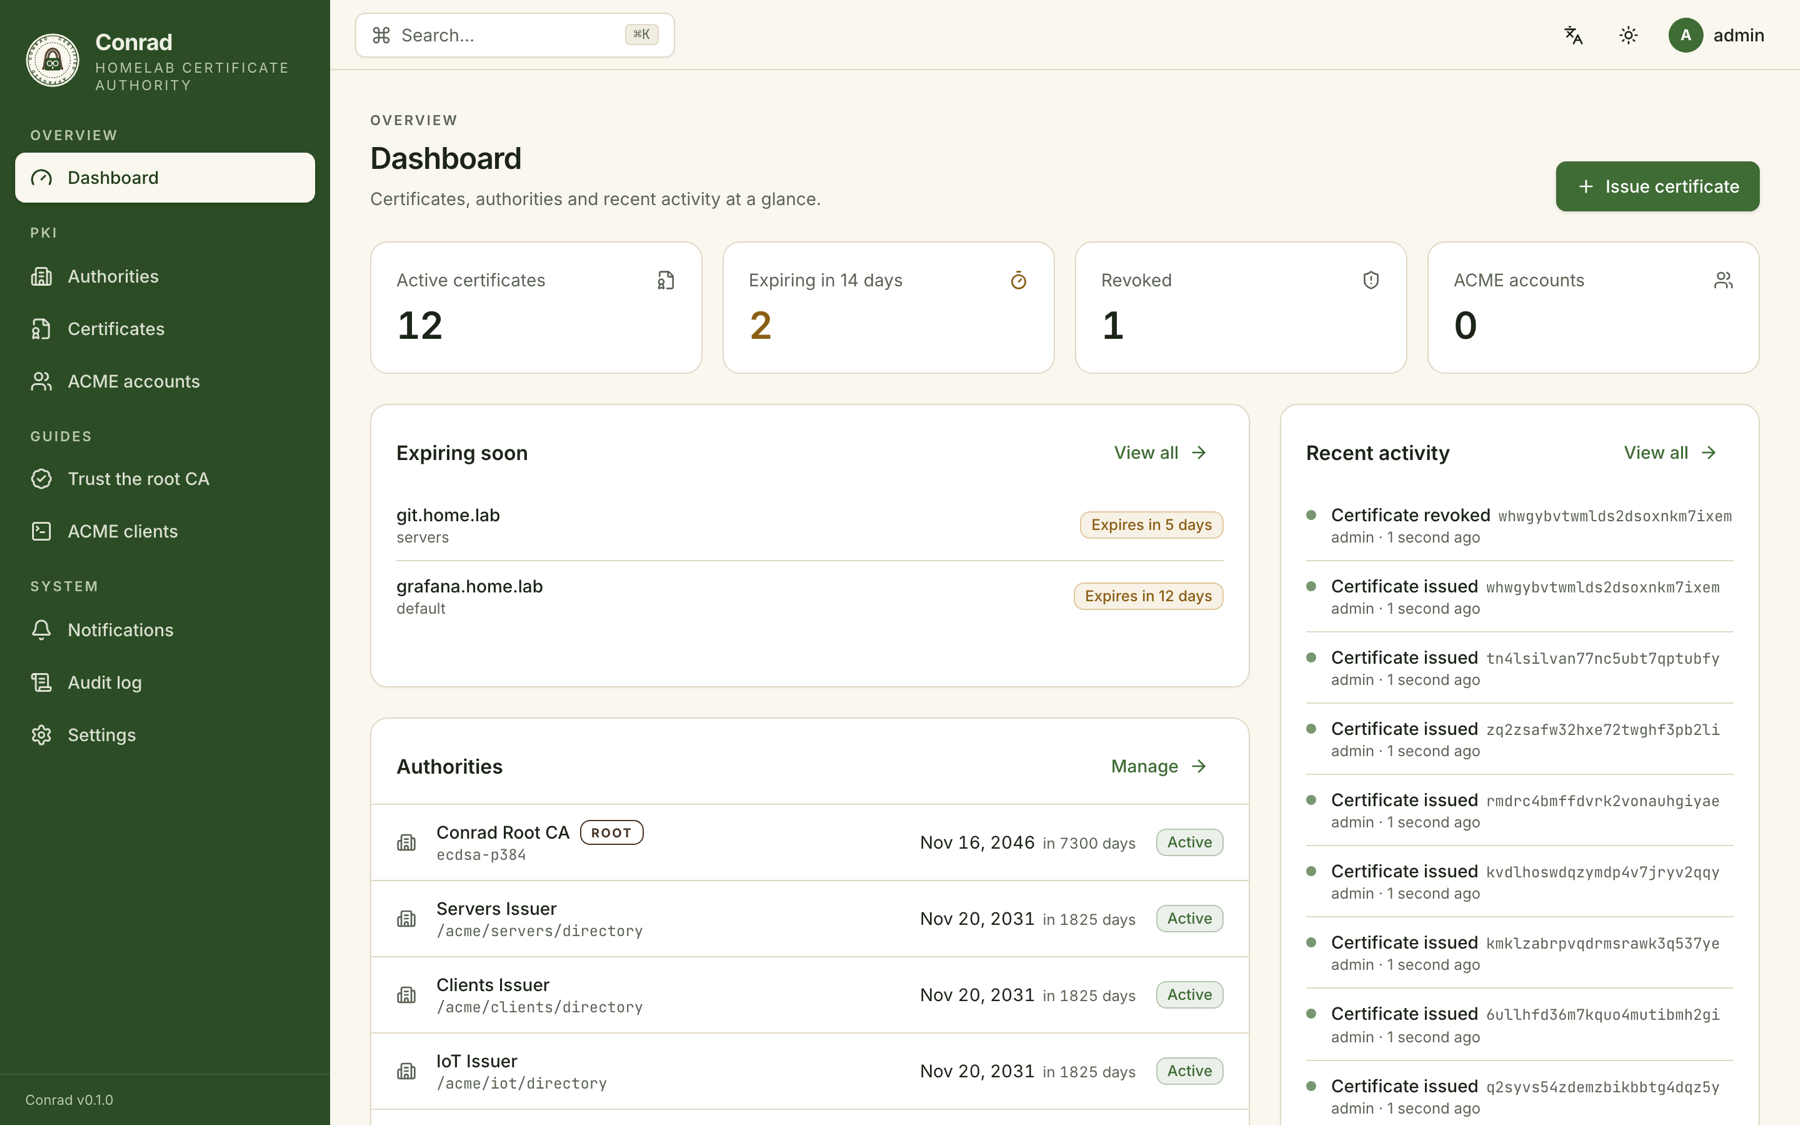 Conrad
HOMELAB CERTIFICATE
AUTHORITY
OVERVIEW
Dashboard
PKI
Authorities
Certificates
ACME accounts
GUIDES
Trust the root CA
ACME clients
SYSTEM
Notifications
Audit log
Settings
Conrad v0.1.0
Search...
⌘K
A
admin
OVERVIEW
Dashboard
Certificates, authorities and recent activity at a glance.
Issue certificate
Active certificates
12
Expiring in 14 days
2
Revoked
1
ACME accounts
0
Expiring soon
View all
git.home.lab
servers
Expires in 5 days
grafana.home.lab
default
Expires in 12 days
Authorities
Manage
Conrad Root CA ROOT
ecdsa-p384
Nov 16, 2046 in 7300 days Active
Servers Issuer
/acme/servers/directory
Nov 20, 2031 in 1825 days Active
Clients Issuer
/acme/clients/directory
Nov 20, 2031 in 1825 days Active
IoT Issuer
/acme/iot/directory
Nov 20, 2031 in 1825 days Active
Recent activity
View all
Certificate revoked whwgybvtwmlds2dsoxnkm7ixem
admin · 1 second ago
Certificate issued whwgybvtwmlds2dsoxnkm7ixem
admin · 1 second ago
Certificate issued tn4lsilvan77nc5ubt7qptubfy
admin · 1 second ago
Certificate issued zq2zsafw32hxe72twghf3pb2li
admin · 1 second ago
Certificate issued rmdrc4bmffdvrk2vonauhgiyae
admin · 1 second ago
Certificate issued kvdlhoswdqzymdp4v7jryv2qqy
admin · 1 second ago
Certificate issued kmklzabrpvqdrmsrawk3q537ye
admin · 1 second ago
Certificate issued 6ullhfd36m7kquo4mutibmh2gi
admin · 1 second ago
Certificate issued q2syvs54zdemzbikbbtg4dqz5y
admin · 1 second ago